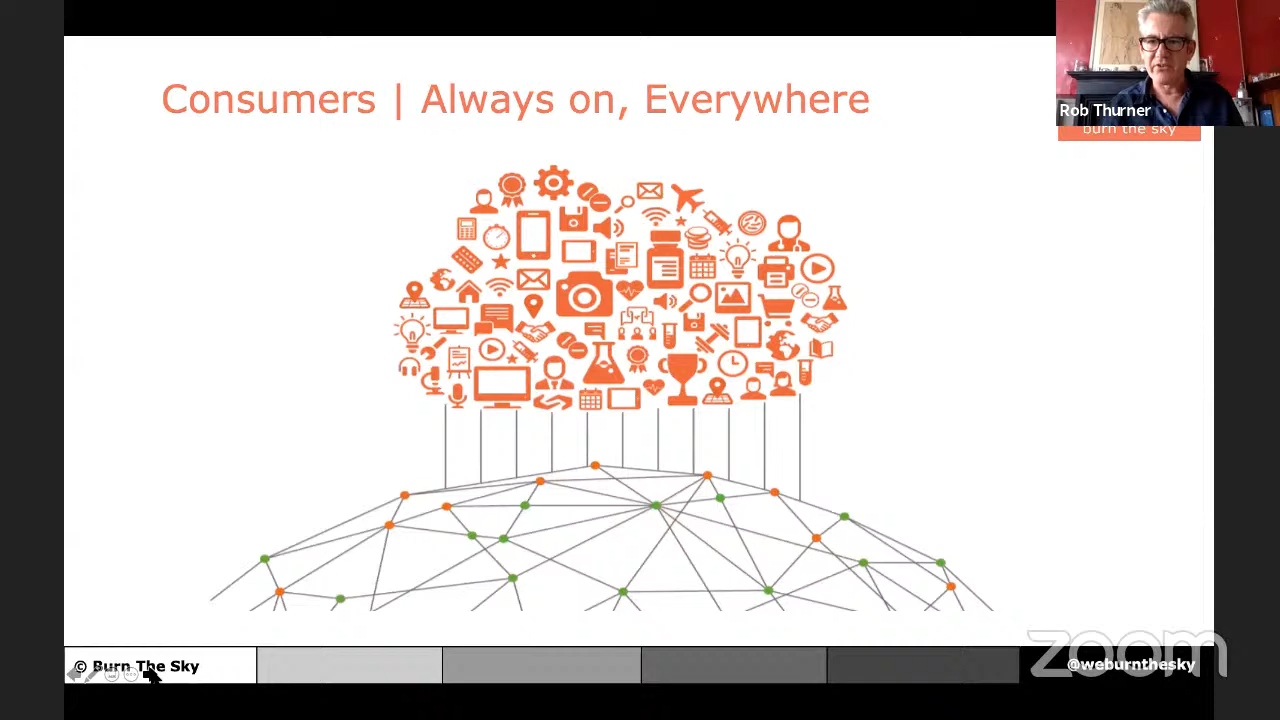 Consumers | Always on, Everywhere
Rob Thurner
burn the sky
© Burn The Sky
@weburnthesky
zoom